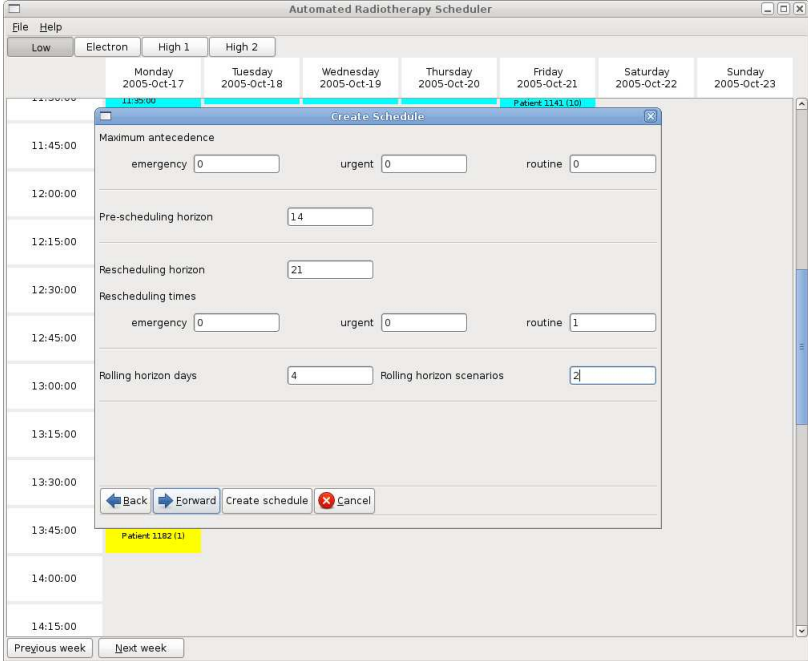 Automated Radiotherapy Scheduler
File Help
Low Electron High 1 High 2
Monday Tuesday Wednesday Thursday Friday Saturday Sunday
2005-Oct-17 2005-Oct-18 2005-Oct-19 2005-Oct-20 2005-Oct-21 2005-Oct-22 2005-Oct-23
11:30:00 11:35:00 Patient 1141 (10)
Create Schedule
Maximum antecedence
11:45:00
emergency 0 urgent 0 routine 0
12:00:00
Pre-scheduling horizon 14
12:15:00
Rescheduling horizon 21
12:30:00
Rescheduling times
emergency 0 urgent 0 routine 1
12:45:00
Rolling horizon days 4 Rolling horizon scenarios 2
13:00:00
13:15:00
13:30:00
Back Forward Create schedule Cancel
13:45:00
Patient 1182 (1)
14:00:00
14:15:00
Previous week Next week